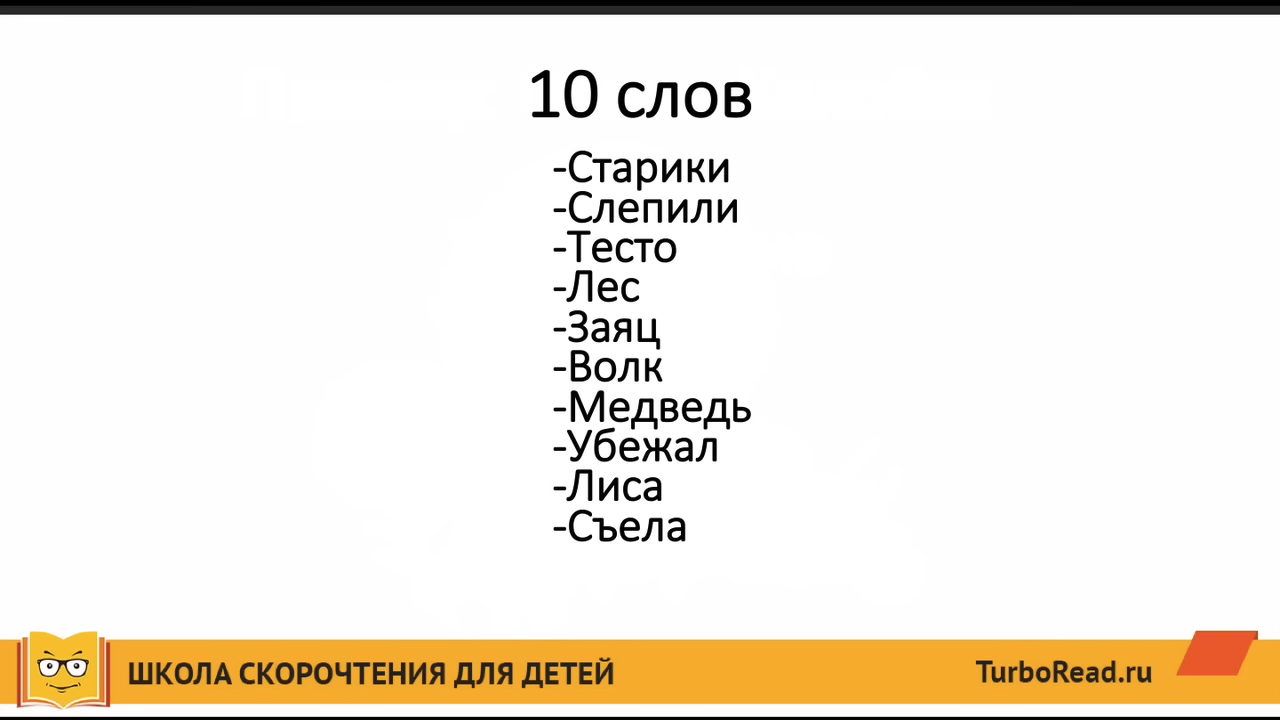 10 слов
-Старики
-Слепили
-Тесто
-Лес
-Заяц
-Волк
-Медведь
-Убежал
-Лиса
-Съела
ШКОЛА СКОРОЧТЕНИЯ ДЛЯ ДЕТЕЙ
TurboRead.ru